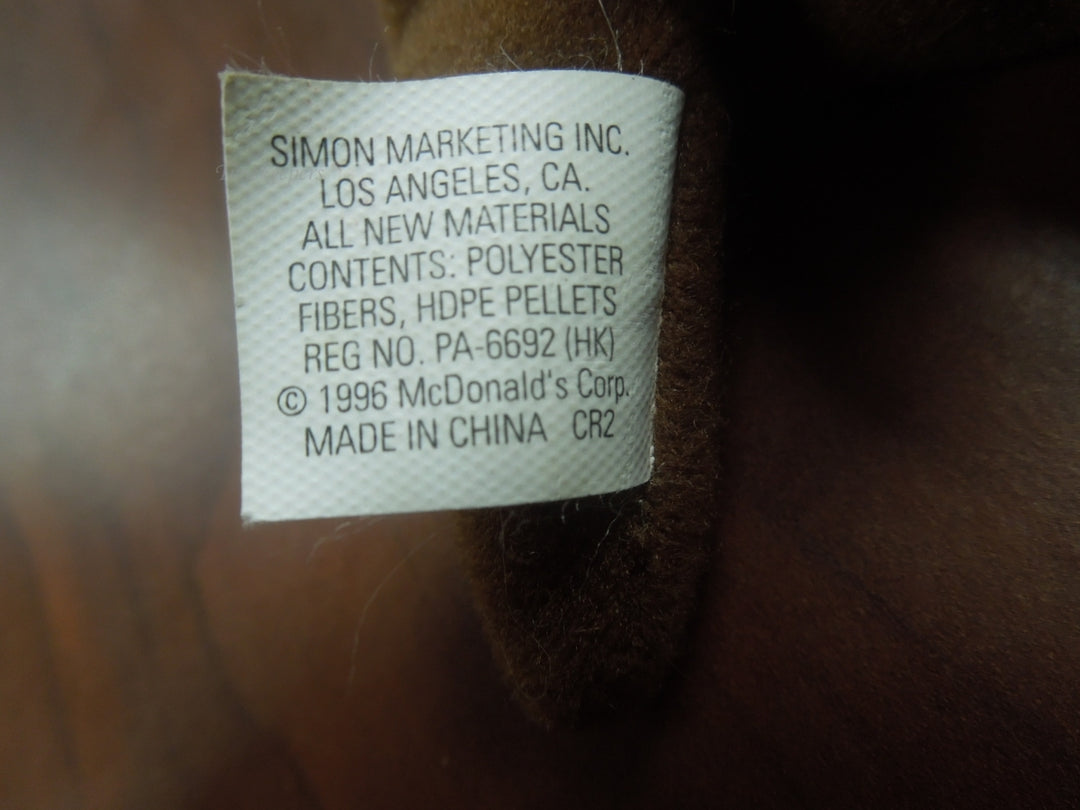 SIMON MARKETING INC.
LOS ANGELES, CA.
ALL NEW MATERIALS
CONTENTS: POLYESTER
FIBERS, HDPE PELLETS
REG NO. PA-6692 (HK)
© 1996 McDonald's Corp.
MADE IN CHINA CR2